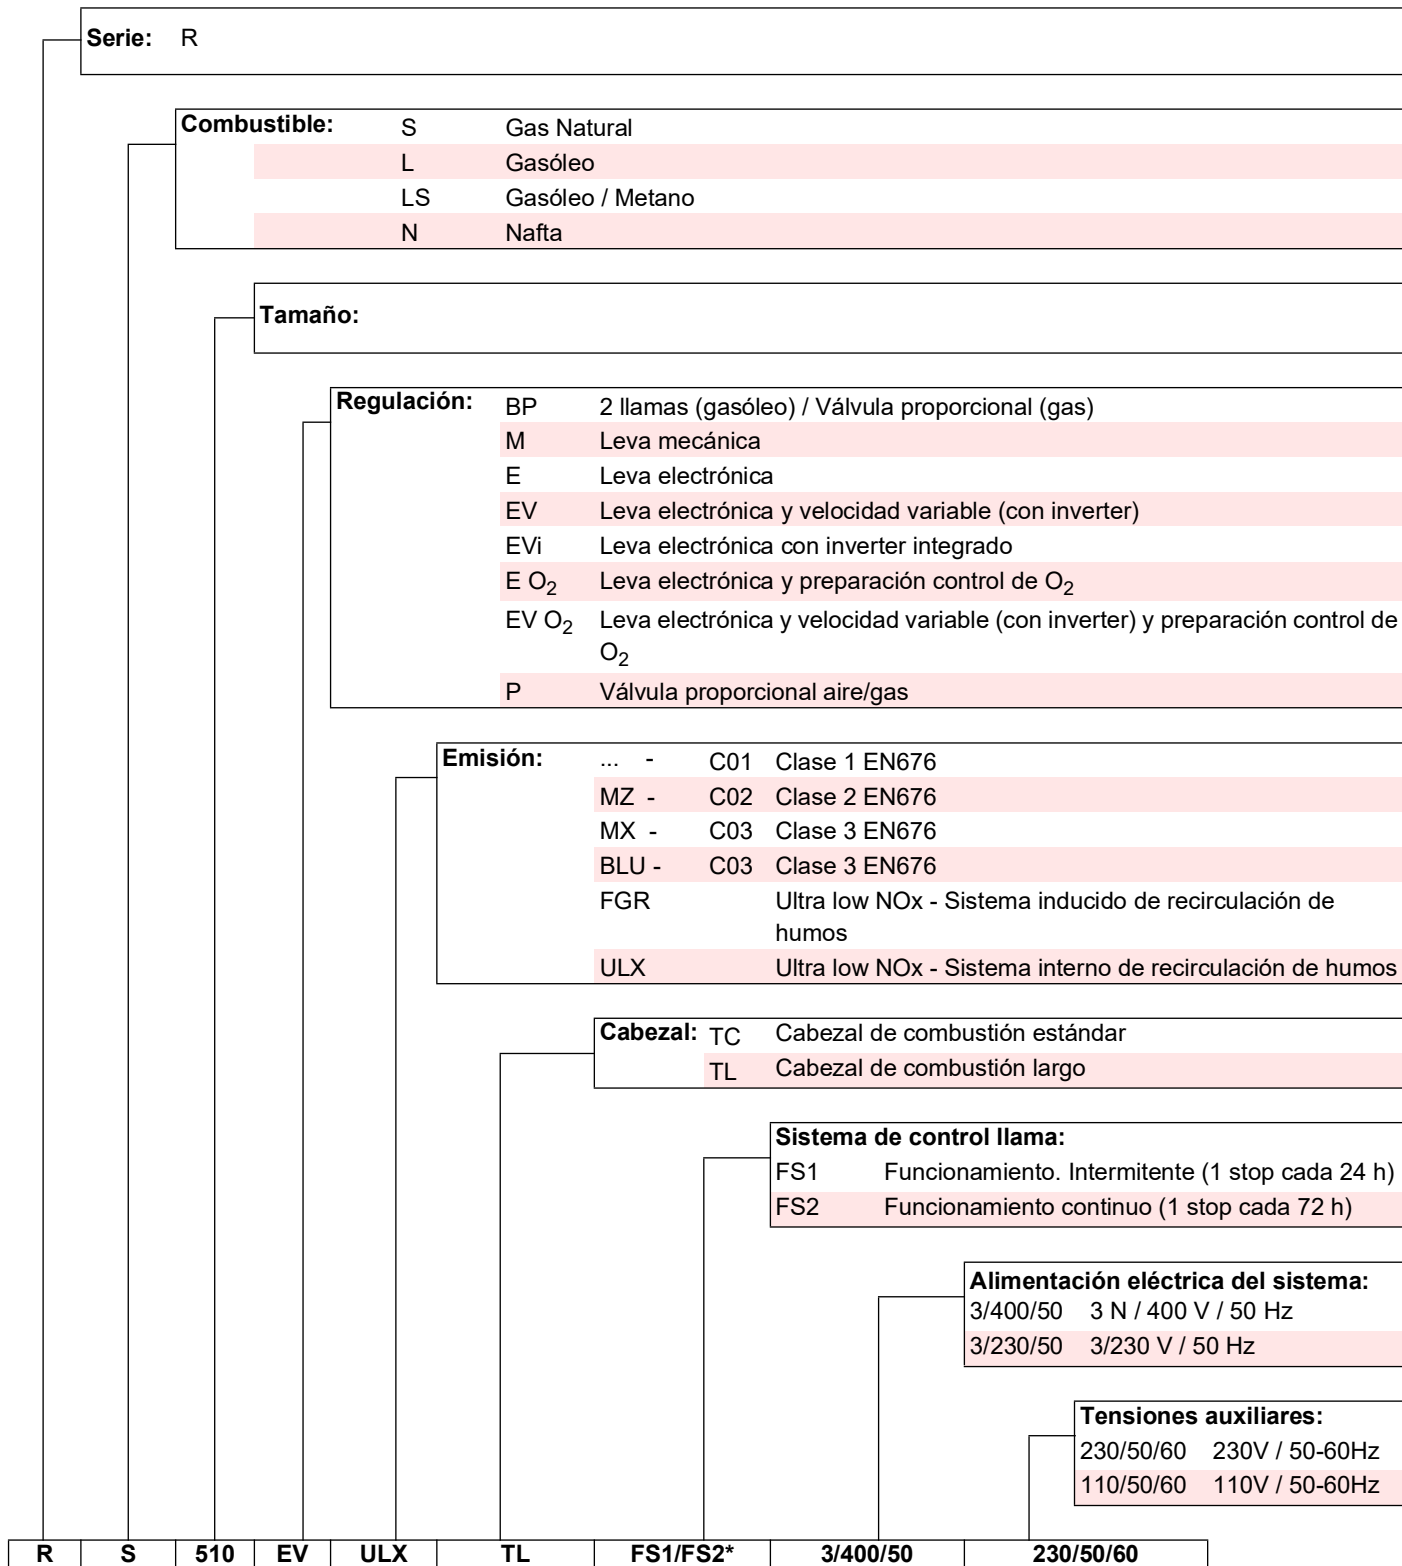 Serie: R
Combustible: S Gas Natural
L Gasóleo
LS Gasóleo / Metano
N Nafta
Tamaño:
Regulación: BP 2 llamas (gasóleo) / Válvula proporcional (gas)
M Leva mecánica
E Leva electrónica
EV Leva electrónica y velocidad variable (con inverter)
EVi Leva electrónica con inverter integrado
E O2 Leva electrónica y preparación control de O2
EV O2 Leva electrónica y velocidad variable (con inverter) y preparación control de
O2
P Válvula proporcional aire/gas
Emisión: ... - C01 Clase 1 EN676
MZ - C02 Clase 2 EN676
MX - C03 Clase 3 EN676
BLU - C03 Clase 3 EN676
FGR Ultra low NOx - Sistema inducido de recirculación de
humos
ULX Ultra low NOx - Sistema interno de recirculación de humos
Cabezal: TC Cabezal de combustión estándar
TL Cabezal de combustión largo
Sistema de control llama:
FS1 Funcionamiento. Intermitente (1 stop cada 24 h)
FS2 Funcionamiento continuo (1 stop cada 72 h)
Alimentación eléctrica del sistema:
3/400/50 3 N / 400 V / 50 Hz
3/230/50 3/230 V / 50 Hz
Tensiones auxiliares:
230/50/60 230V / 50-60Hz
110/50/60 110V / 50-60Hz
R S 510 EV ULX TL FS1/FS2* 3/400/50 230/50/60